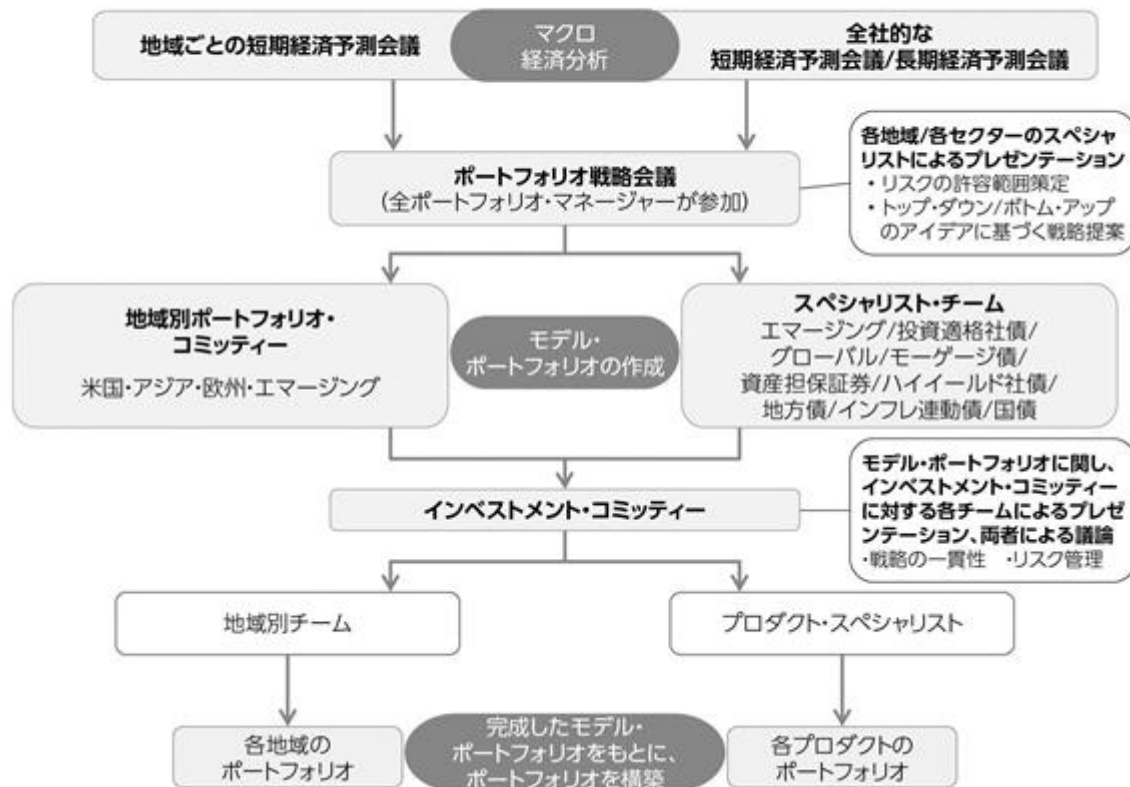 地域ごとの短期経済予測会議
マクロ
経済分析
全社的な
短期経済予測会議/長期経済予測会議
各地域/各セクターのスペシャ
リストによるプレゼンテーション
・リスクの許容範囲策定
・トップ・ダウン/ボトム・アップ
のアイデアに基づく戦略提案
ポートフォリオ戦略会議
(全ポートフォリオ・マネージャーが参加)
地域別ポートフォリオ・
コミッティー
米国・アジア・欧州・エマージング
モデル・
ポートフォリオの作成
スペシャリスト・チーム
エマージング/投資適格社債/
グローバル/モーゲージ債/
資産担保証券/ハイイールド社債/
地方債/インフレ連動債/国債
インベストメント・コミッティー
モデル・ポートフォリオに関し、
インベストメント・コミッティー
に対する各チームによるプレゼ
ンテーション、両者による議論
・戦略の一貫性 ・リスク管理
地域別チーム
プロダクト・スペシャリスト
各地域の
ポートフォリオ
完成したモデル・
ポートフォリオをもとに、
ポートフォリオを構築
各プロダクトの
ポートフォリオ